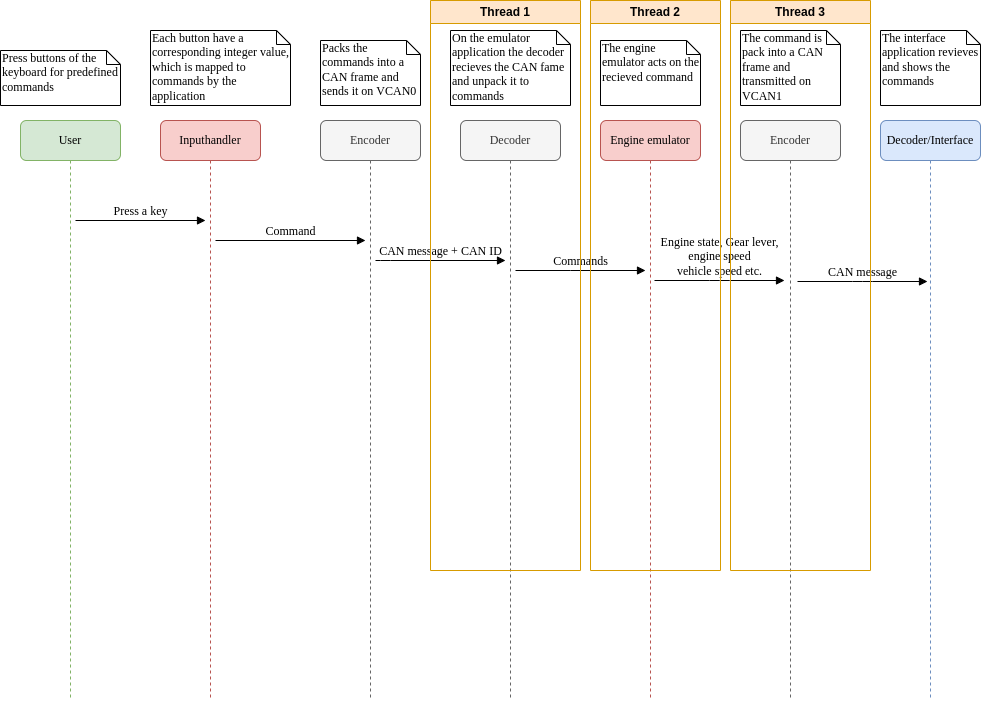 Thread 1
Thread 2
Thread 3
Press buttons of the
keyboard for predefined
commands
Each button have a
corresponding integer value,
which is mapped to
commands by the
application
Packs the
commands into a
CAN frame and
sends it on VCAN0
On the emulator
application the decoder
recieves the CAN fame
and unpack it to
commands
The engine
emulator acts on the
recieved command
The command is
pack into a CAN
frame and
transmitted on
VCAN1
The interface
application revieves
and shows the
commands
User
Inputhandler
Encoder
Decoder
Engine emulator
Encoder
Decoder/Interface
Press a key
Command
CAN message + CAN ID
Commands
Engine state, Gear lever,
engine speed
vehicle speed etc.
CAN message